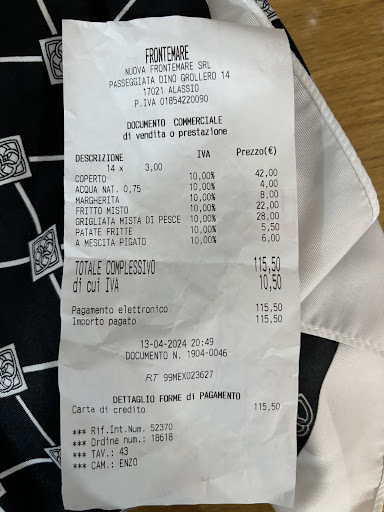 FRONTEMARE
NUOVA FRONTEMARE SRL
PASSEGGIATA DINO GROLLERO 14
17021 ALASSIO
P.IVA 01854220090
DOCUMENTO COMMERCIALE
di vendita o prestazione
DESCRIZIONE IVA Prezzo(€)
14 x 3,00
COPERTO 10,00% 42,00
ACQUA NAT. 0,75 10,00% 4,00
MARGHERITA 10,00% 8,00
FRITTO MISTO 10,00% 22,00
GRIGLIATA MISTA DI PESCE 10,00% 28,00
PATATE FRITTE 10,00% 5,50
A MESCITA PIGATO 10,00% 6,00
TOTALE COMPLESSIVO 115,50
di cui IVA 10,50
Pagamento elettronico 115,50
Importo pagato 115,50
13-04-2024 20:49
DOCUMENTO N. 1904-0046
RT 99MEX023627
DETTAGLIO FORME di PAGAMENTO
Carta di credito 115,50
*** Rif.Int.Num. 52370
*** Ordine num.: 18618
*** TAV.: 43
*** CAM.: ENZO